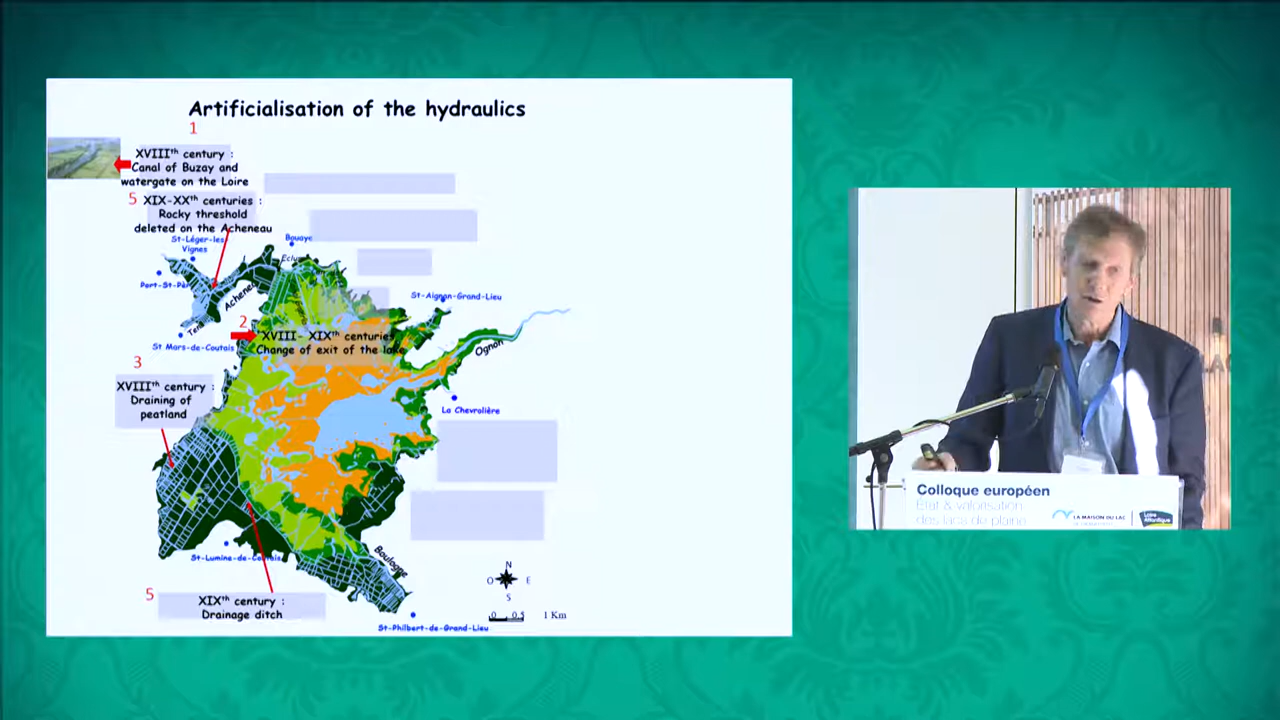 Artificialisation of the hydraulics
1
XVIIIth century :
Canal of Buzay and
watergate on the Loire
5 XIX-XXth centuries :
Rocky threshold
deleted on the Acheneau
St-Léger-les
Vignes
Bouaye
Port-St-Pè
Achene
St-Aignan-Grand-Lieu
2
XVIII- XIXth centuries
Change of exit of the lake
St Mars-de-Coutais
Ognon
3
XVIIIth century :
Draining of
peatland
La Chevrolière
St-Lumine-de-Coutais
Boulogne
N
O E
S
0 0.5 1 Km
5
XIXth century :
Drainage ditch
St-Philbert-de-Grand-Lieu
Colloque européen
État & valorisation
des lacs de plaine
LA MAISON DU LAC
Loire
Atlantique